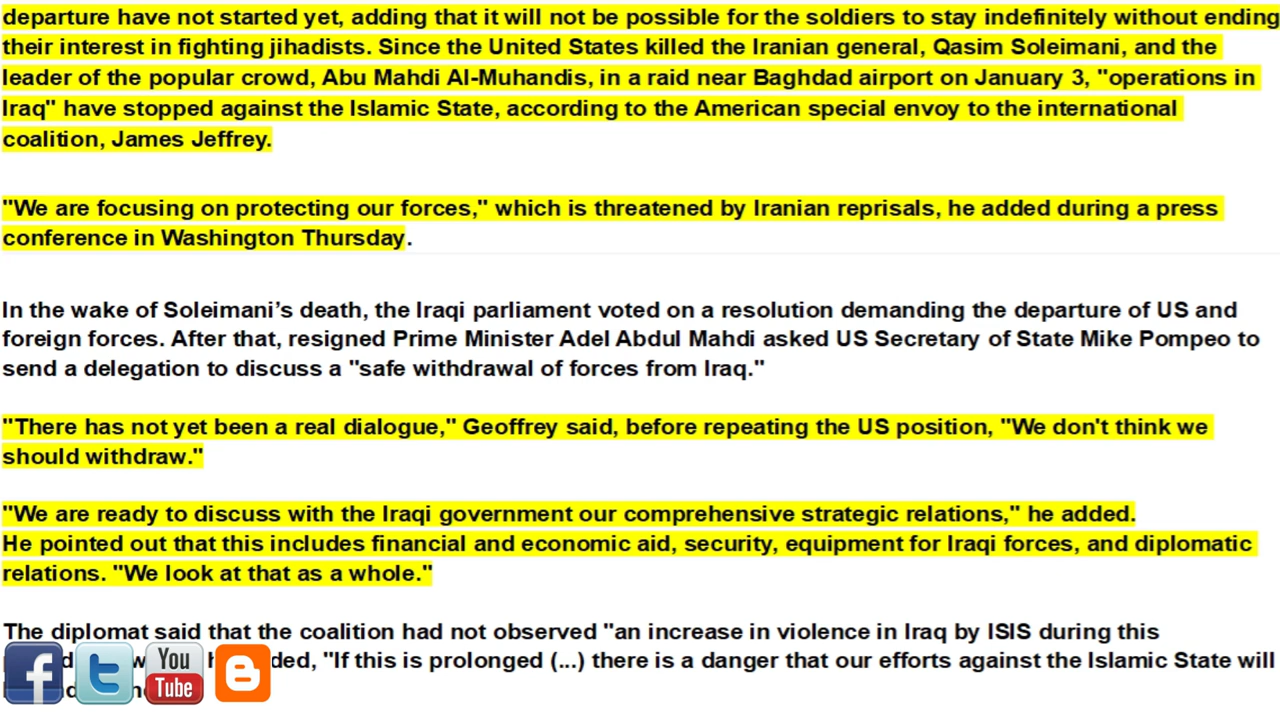 departure have not started yet, adding that it will not be possible for the soldiers to stay indefinitely without ending
their interest in fighting jihadists. Since the United States killed the Iranian general, Qasim Soleimani, and the
leader of the popular crowd, Abu Mahdi Al-Muhandis, in a raid near Baghdad airport on January 3, "operations in
Iraq" have stopped against the Islamic State, according to the American special envoy to the international
coalition, James Jeffrey.
"We are focusing on protecting our forces," which is threatened by Iranian reprisals, he added during a press
conference in Washington Thursday.
In the wake of Soleimani’s death, the Iraqi parliament voted on a resolution demanding the departure of US and
foreign forces. After that, resigned Prime Minister Adel Abdul Mahdi asked US Secretary of State Mike Pompeo to
send a delegation to discuss a "safe withdrawal of forces from Iraq."
"There has not yet been a real dialogue," Geoffrey said, before repeating the US position, "We don't think we
should withdraw."
"We are ready to discuss with the Iraqi government our comprehensive strategic relations," he added.
He pointed out that this includes financial and economic aid, security, equipment for Iraqi forces, and diplomatic
relations. "We look at that as a whole."
The diplomat said that the coalition had not observed "an increase in violence in Iraq by ISIS during this
"If this is prolonged (...) there is a danger that our efforts against the Islamic State will
You
Tube